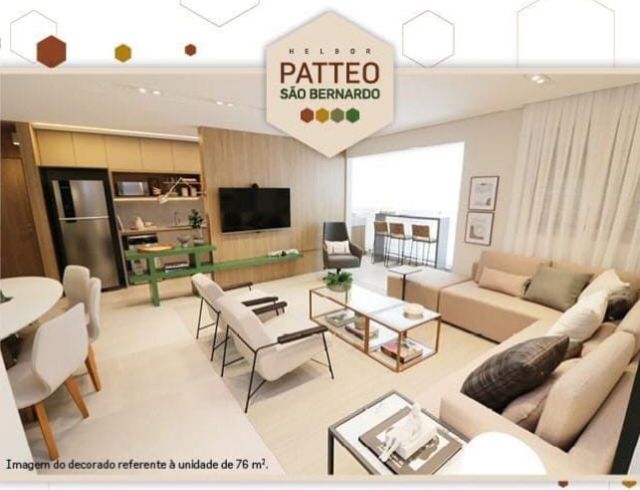 HELBOR
PATTEO
SÃO BERNARDO
Imagem do decorado referente à unidade de 76 m².